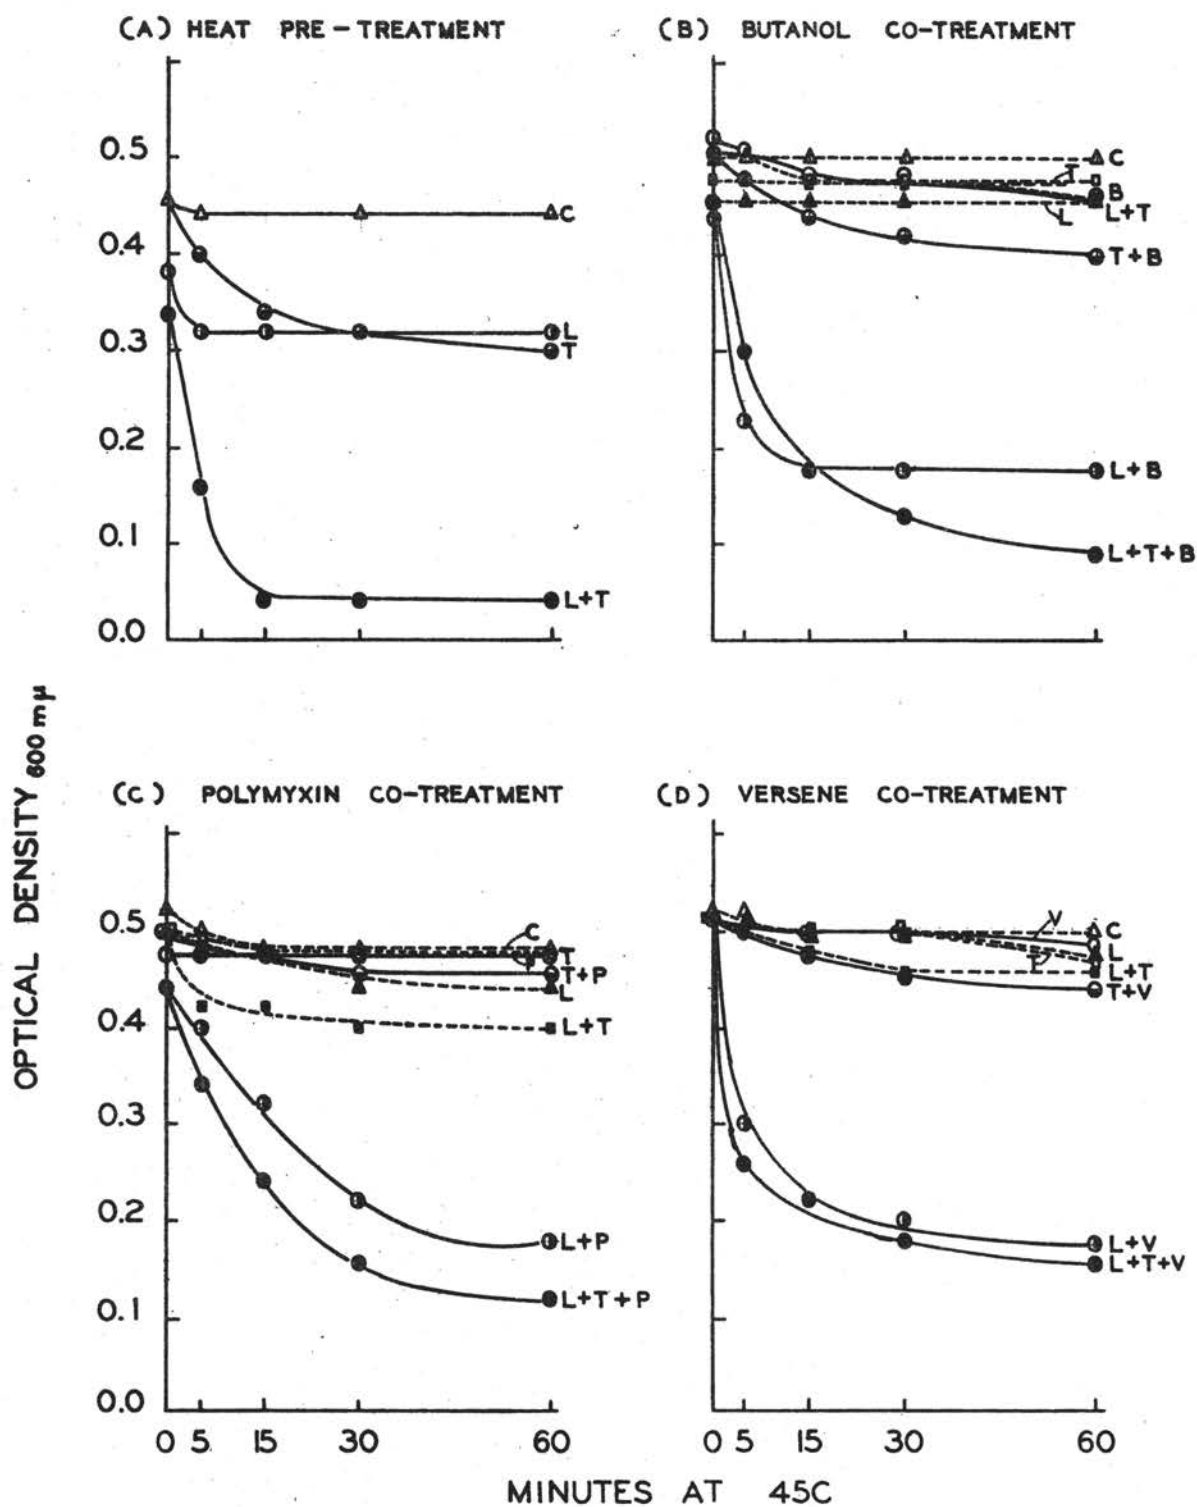 (A) HEAT PRE-TREATMENT
(B) BUTANOL CO-TREATMENT
0.5
0.4
0.3
0.2
0.1
0.0
C
L
T
L+T
C
T
B
L+T
L
T+B
L+B
L+T+B
OPTICAL DENSITY 600 mµ
(C) POLYMYXIN CO-TREATMENT
(D) VERSENE CO-TREATMENT
0.5
0.4
0.3
0.2
0.1
0.0
C
T
P
T+P
L
L+T
L+P
L+T+P
V
C
L
T
L+T
T+V
L+V
L+T+V
0 5 15 30 60
0 5 15 30 60
MINUTES AT 45C